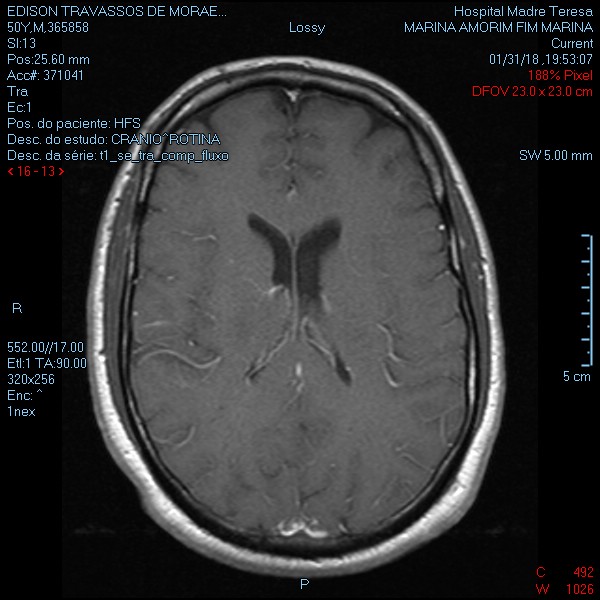 EDISON TRAVASSOS DE MORAE...
50Y,M,365858
Sl:13
Pos:25.60 mm
Acc#: 371041
Tra
Ec:1
Pos. do paciente: HFS
Desc. do estudo: CRANIO^ROTINA
Desc. da série: t1_se_tra_comp_fluxo
< 16 - 13 >
Lossy
Hospital Madre Teresa
MARINA AMORIM FIM MARINA
Current
01/31/18 ,19:53:07
188% Pixel
DFOV 23.0 x 23.0 cm
SW 5.00 mm
R
5 cm
552.00//17.00
Etl:1 TA:90.00
320x256
Enc: ^
1nex
P
C 492
W 1026